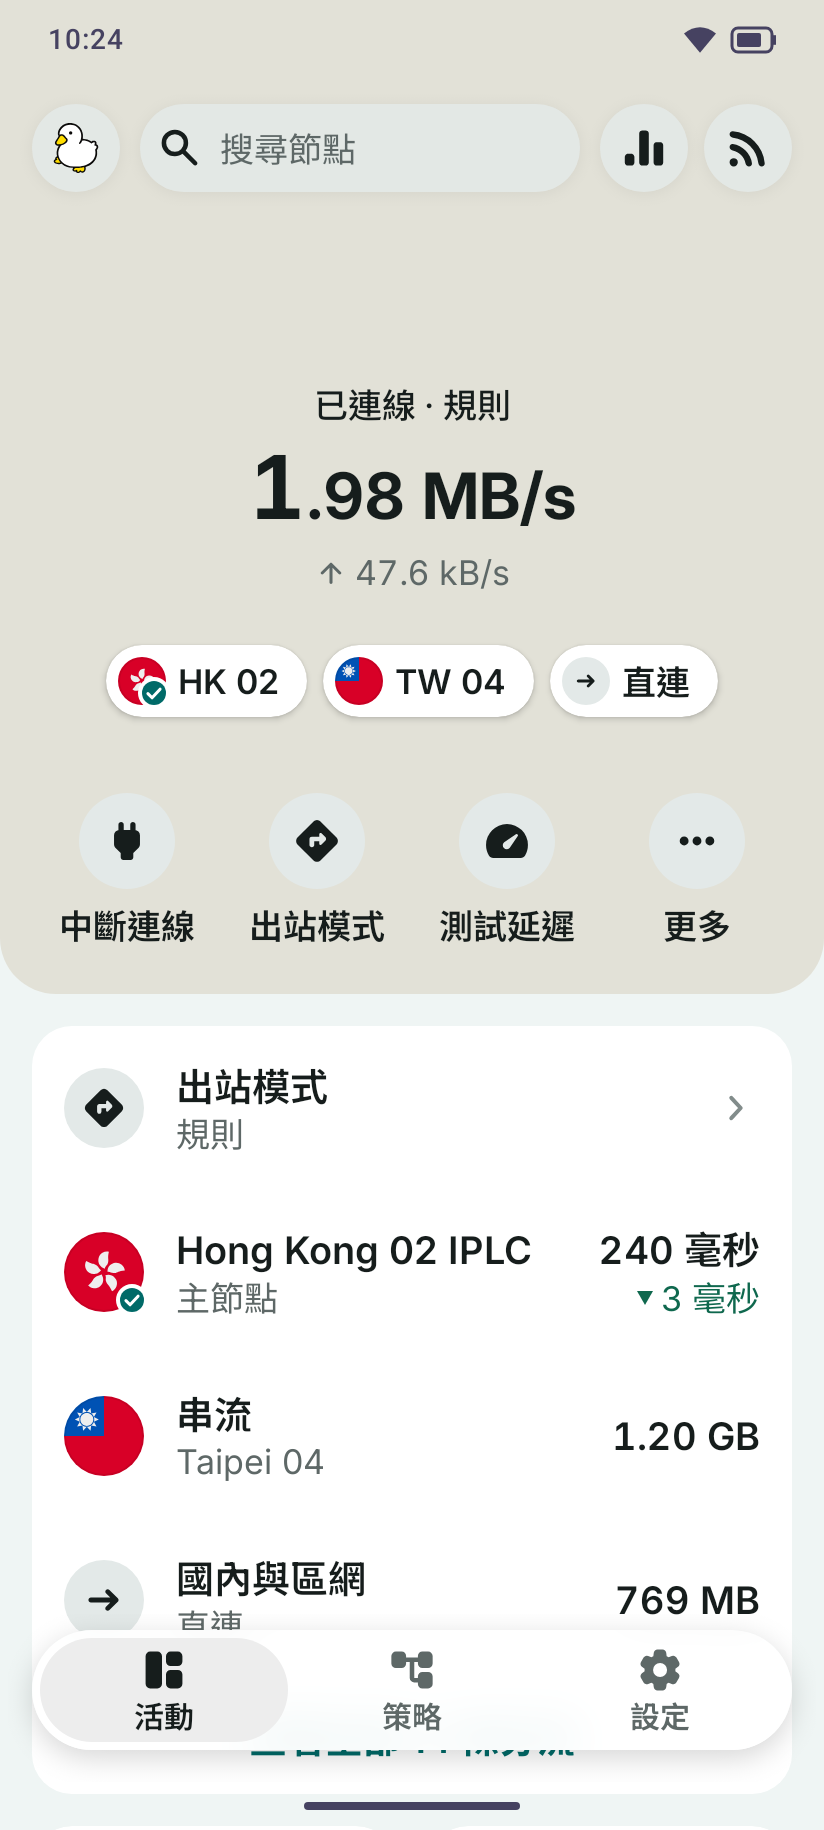 10:24
搜尋節點
已連線 · 規則
1.98 MB/s
↑ 47.6 kB/s
HK 02
TW 04
直連
中斷連線
出站模式
測試延遲
更多
出站模式
規則
Hong Kong 02 IPLC
240 毫秒
主節點
▼3 毫秒
串流
1.20 GB
Taipei 04
國內與區網
769 MB
直連
活動
策略
設定